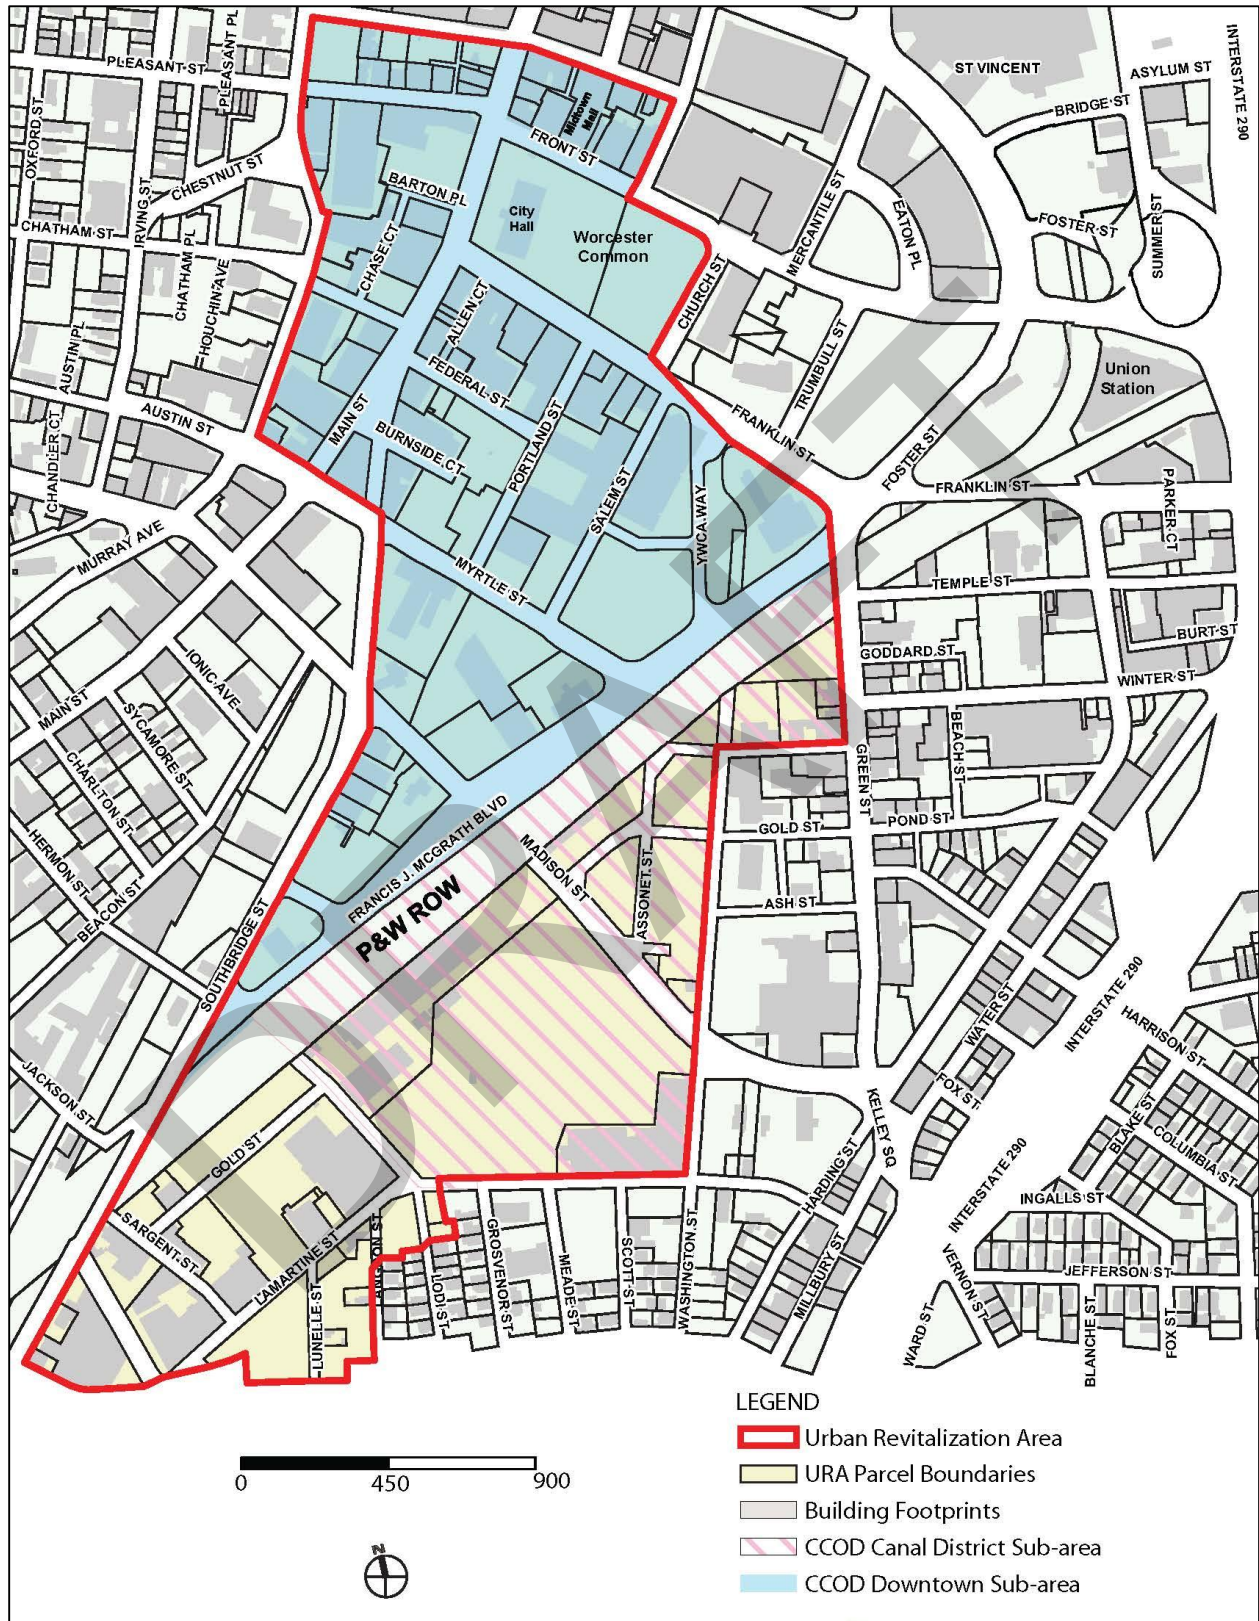 PLEASANT ST
PLEASANT PL
OXFORD ST
IRVING ST
CHESTNUT ST
CHATHAM ST
CHATHAM PL
HOUCHIN AVE
AUSTIN PL
AUSTIN ST
CHANDLER CT
MURRAY AVE
BARTON PL
CHASE CT
ALLEN CT
MAIN ST
FEDERAL ST
BURNSIDE CT
PORTLAND ST
SALEM ST
YWCA WAY
MYRTLE ST
FRONT ST
Midtown
Mall
City
Hall
Worcester
Common
CHURCH ST
MERCANTILE ST
EATON PL
TRUMBULL ST
FRANKLIN ST
FOSTER ST
ST VINCENT
BRIDGE ST
ASYLUM ST
INTERSTATE 290
SUMMER ST
FOSTER ST
Union
Station
FRANKLIN ST
PARKER CT
TEMPLE ST
BURT ST
GODDARD ST
WINTER ST
BEACH ST
GREEN ST
POND ST
GOLD ST
ASH ST
MAIN ST
IONIC AVE
SYCAMORE ST
CHARLTON ST
HERMON ST
BEACON ST
SOUTHBRIDGE ST
JACKSON ST
FRANCIS J. MCGRATH BLVD
P&W ROW
MADISON ST
ASSONET ST
GOLD ST
SARGENT ST
LAMARTINE ST
LUNELLE ST
LODI ST
GROSVENOR ST
MEADE ST
SCOTT ST
WASHINGTON ST
HARDING ST
MILLBURY ST
KELLEY SQ
WATER ST
FOX ST
INTERSTATE 290
INTERSTATE 290
HARRISON ST
BLAKE ST
COLUMBIA ST
INGALLS ST
JEFFERSON ST
VERNON ST
WARD ST
BLANCHE ST
FOX ST
DRAFT
LEGEND
Urban Revitalization Area
URA Parcel Boundaries
Building Footprints
CCOD Canal District Sub-area
CCOD Downtown Sub-area
0 450 900
N